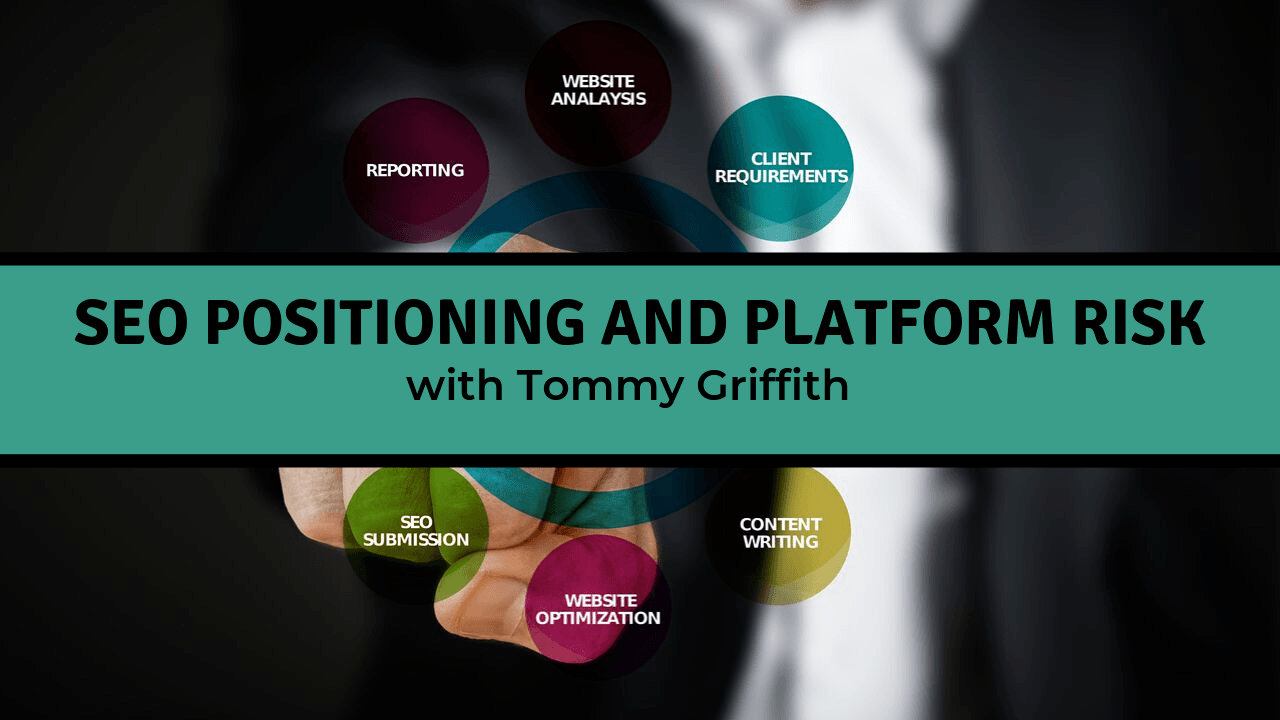 WEBSITE
ANALAYSIS
REPORTING
CLIENT
REQUIREMENTS
SEO POSITIONING AND PLATFORM RISK
with Tommy Griffith
SEO
SUBMISSION
CONTENT
WRITING
WEBSITE
OPTIMIZATION